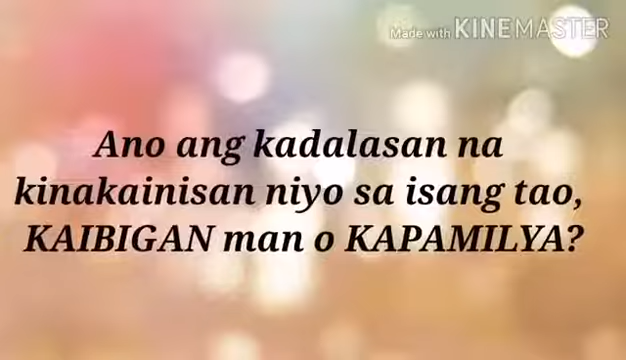 Made with KINEMASTER
Ano ang kadalasan na
kinakainisan niyo sa isang tao,
KAIBIGAN man o KAPAMILYA?